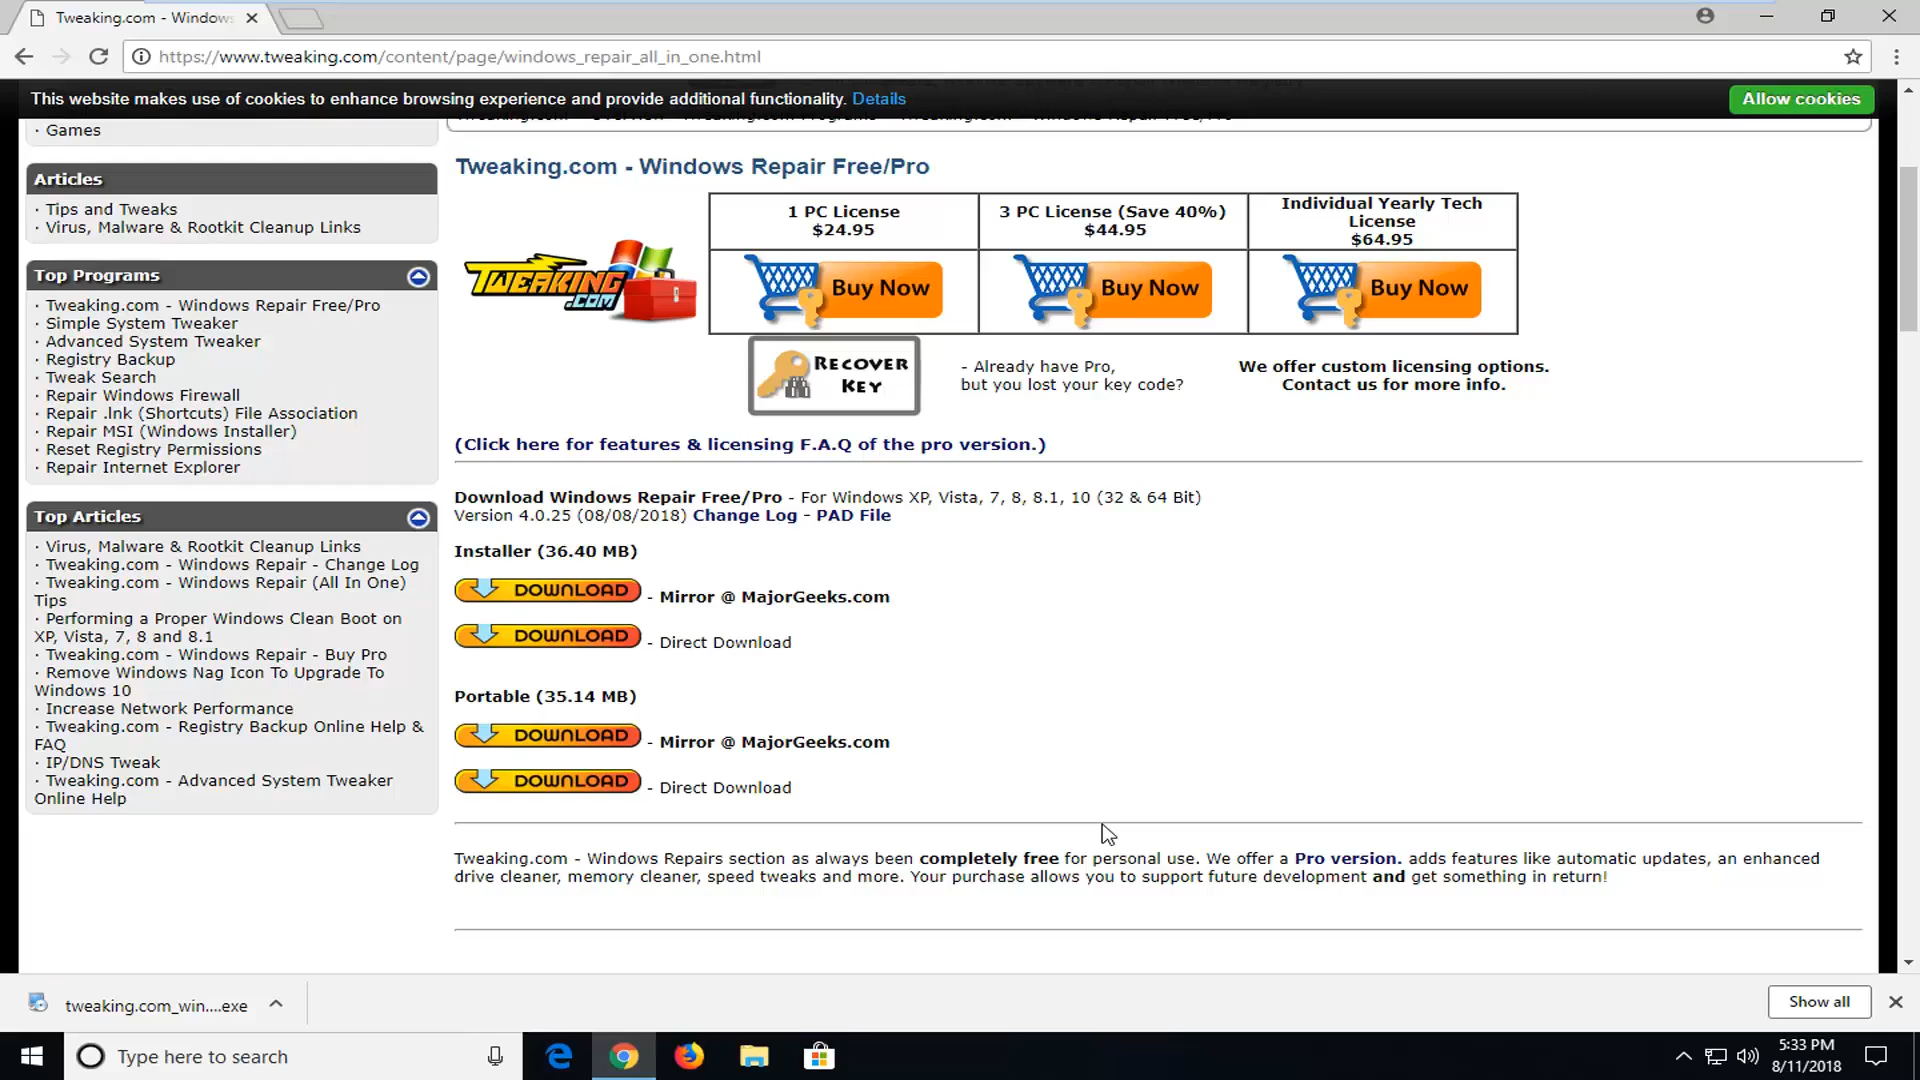 Tweaking.com - Windows
https://www.tweaking.com/content/page/windows_repair_all_in_one.html
This website makes use of cookies to enhance browsing experience and provide additional functionality. Details
Allow cookies
· Games
Articles
· Tips and Tweaks
· Virus, Malware & Rootkit Cleanup Links
Top Programs
· Tweaking.com - Windows Repair Free/Pro
· Simple System Tweaker
· Advanced System Tweaker
· Registry Backup
· Tweak Search
· Repair Windows Firewall
· Repair .lnk (Shortcuts) File Association
· Repair MSI (Windows Installer)
· Reset Registry Permissions
· Repair Internet Explorer
Top Articles
· Virus, Malware & Rootkit Cleanup Links
· Tweaking.com - Windows Repair - Change Log
· Tweaking.com - Windows Repair (All In One)
Tips
· Performing a Proper Windows Clean Boot on
XP, Vista, 7, 8 and 8.1
· Tweaking.com - Windows Repair - Buy Pro
· Remove Windows Nag Icon To Upgrade To
Windows 10
· Increase Network Performance
· Tweaking.com - Registry Backup Online Help &
FAQ
· IP/DNS Tweak
· Tweaking.com - Advanced System Tweaker
Online Help
Tweaking.com - Windows Repair Free/Pro
TWEAKING
.COM
1 PC License
$24.95
3 PC License (Save 40%)
$44.95
Individual Yearly Tech
License
$64.95
Buy Now
Buy Now
Buy Now
RECOVER
KEY
- Already have Pro,
but you lost your key code?
We offer custom licensing options.
Contact us for more info.
(Click here for features & licensing F.A.Q of the pro version.)
Download Windows Repair Free/Pro - For Windows XP, Vista, 7, 8, 8.1, 10 (32 & 64 Bit)
Version 4.0.25 (08/08/2018) Change Log - PAD File
Installer (36.40 MB)
DOWNLOAD - Mirror @ MajorGeeks.com
DOWNLOAD - Direct Download
Portable (35.14 MB)
DOWNLOAD - Mirror @ MajorGeeks.com
DOWNLOAD - Direct Download
Tweaking.com - Windows Repairs section as always been completely free for personal use. We offer a Pro version. adds features like automatic updates, an enhanced
drive cleaner, memory cleaner, speed tweaks and more. Your purchase allows you to support future development and get something in return!
tweaking.com_win....exe
Show all
Type here to search
5:33 PM
8/11/2018